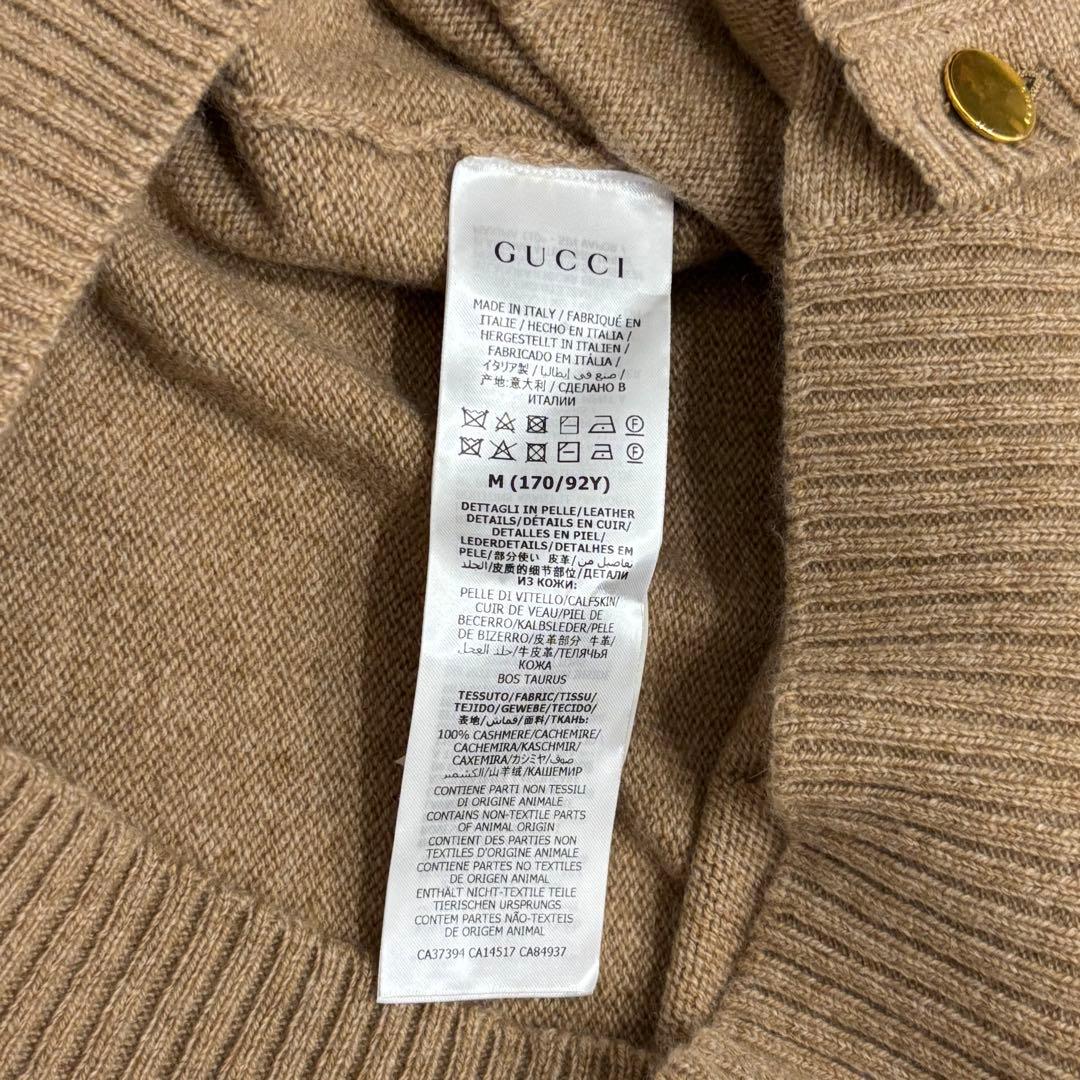 GUCCI
MADE IN ITALY / FABRIQUÉ EN
ITALIE / HECHO EN ITALIA /
HERGESTELLT IN ITALIEN /
FABRICADO EM ITÁLIA /
イタリア製 / صنع في إيطاليا /
产地:意大利 / СДЕЛАНО В
ИТАЛИИ
F
F
M (170/92Y)
DETTAGLI IN PELLE/LEATHER
DETAILS/DÉTAILS EN CUIR/
DETALLES EN PIEL/
LEDERDETAILS/DETALHES EM
PELE/部分使い 皮革/تفاصيل من
الجلد/皮质的细节部位/ДЕТАЛИ
ИЗ КОЖИ:
PELLE DI VITELLO/CALFSKIN/
CUIR DE VEAU/PIEL DE
BECERRO/KALBSLEDER/PELE
DE BIZERRO/皮革部分 牛革/
جلد العجل/牛皮革/ТЕЛЯЧЬЯ
КОЖА
BOS TAURUS
TESSUTO/FABRIC/TISSU/
TEJIDO/GEWEBE/TECIDO/
表地/قماش/面料/ТКАНЬ:
100% CASHMERE/CACHEMIRE/
CACHEMIRA/KASCHMIR/
CAXEMIRA/カシミヤ/صوف
الكشمير/山羊绒/КАШЕМИР
CONTIENE PARTI NON TESSILI
DI ORIGINE ANIMALE
CONTAINS NON-TEXTILE PARTS
OF ANIMAL ORIGIN
CONTIENT DES PARTIES NON
TEXTILES D'ORIGINE ANIMALE
CONTIENE PARTES NO TEXTILES
DE ORIGEN ANIMAL
ENTHÄLT NICHT-TEXTILE TEILE
TIERISCHEN URSPRUNGS
CONTEM PARTES NÃO-TEXTEIS
DE ORIGEM ANIMAL
CA37394 CA14517 CA84937